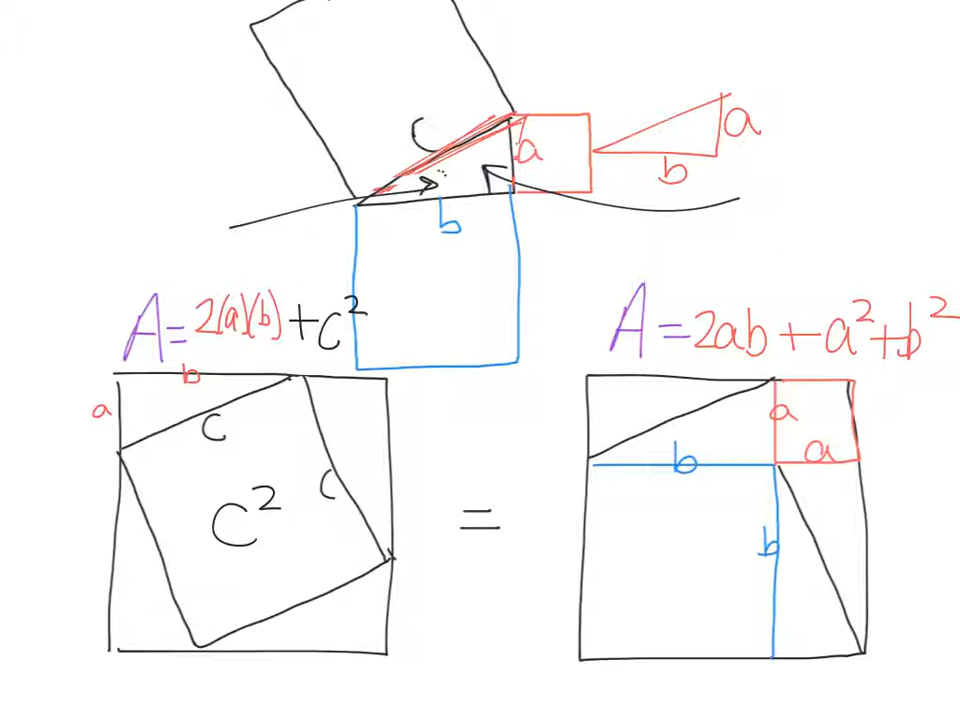 c
a
a
b
b
A = 2(a)(b) + c²
A = 2ab + a² + b²
b
a
c
c
c²
=
a
a
b
b